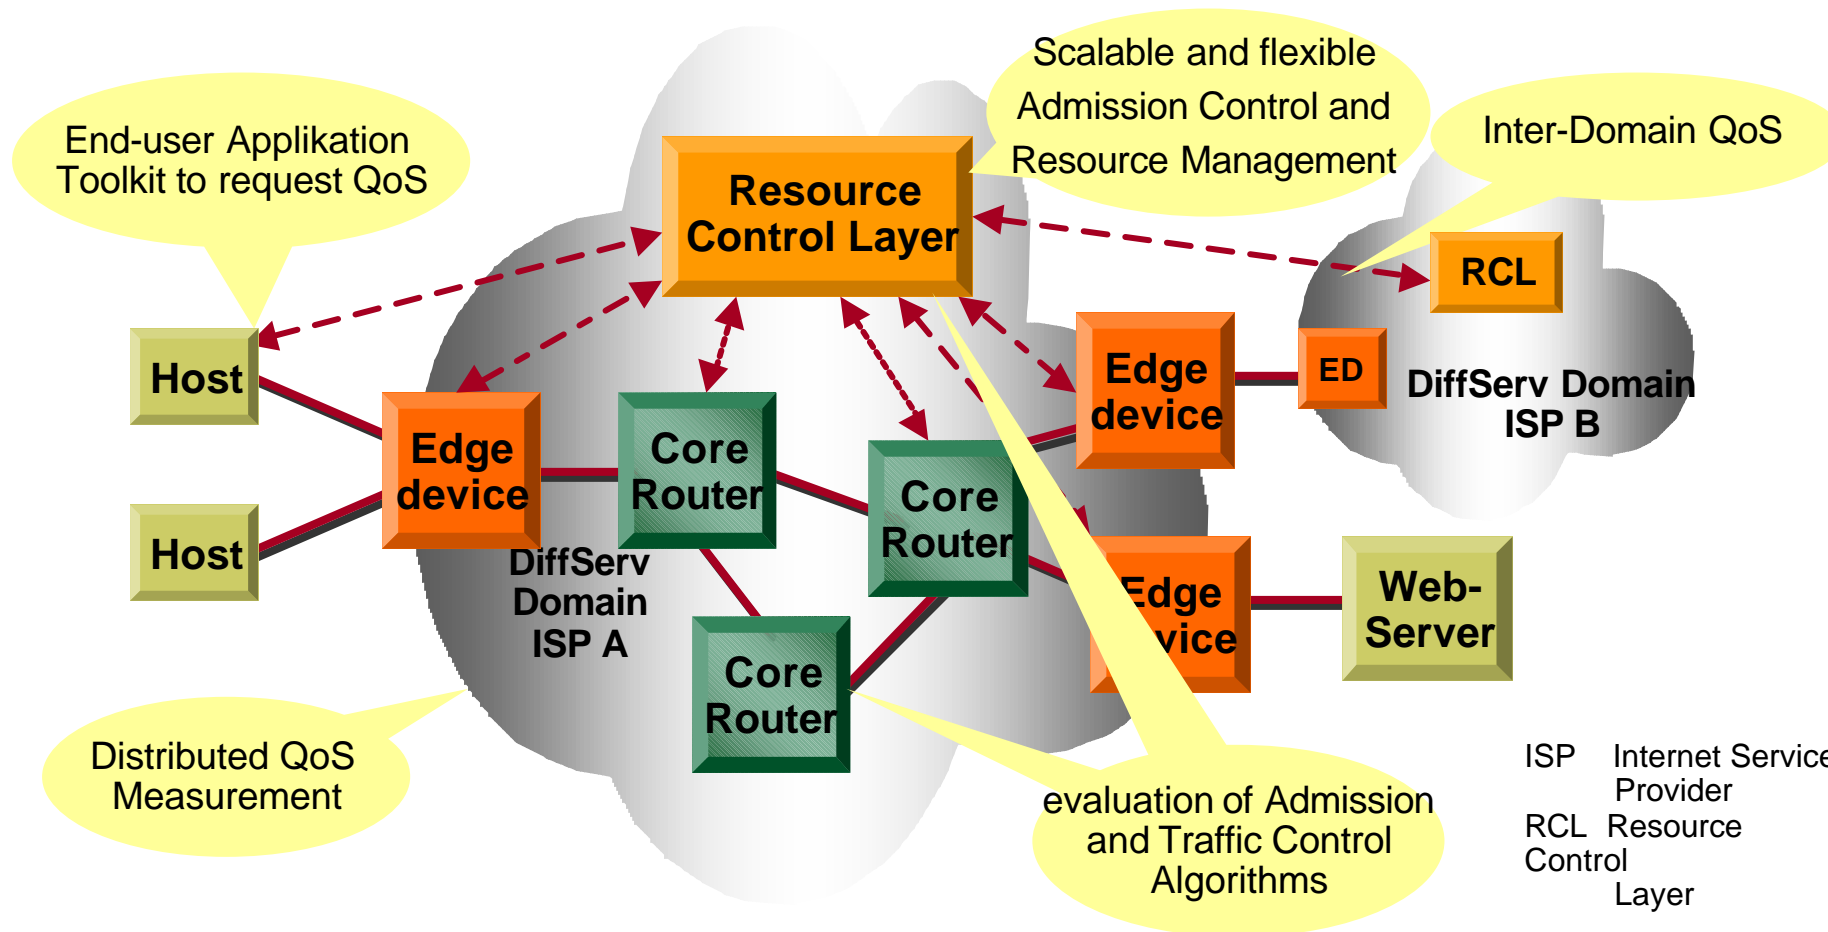 Scalable and flexible
Admission Control and
Resource Management
End-user Applikation
Toolkit to request QoS
Inter-Domain QoS
Resource
Control Layer
RCL
Host
Edge
device
ED
DiffServ Domain
ISP B
Edge
device
Core
Router
Core
Router
Host
DiffServ
Domain
ISP A
Edge
vice
Web-
Server
Core
Router
Distributed QoS
Measurement
evaluation of Admission
and Traffic Control
Algorithms
ISP Internet Service
Provider
RCL Resource
Control
Layer